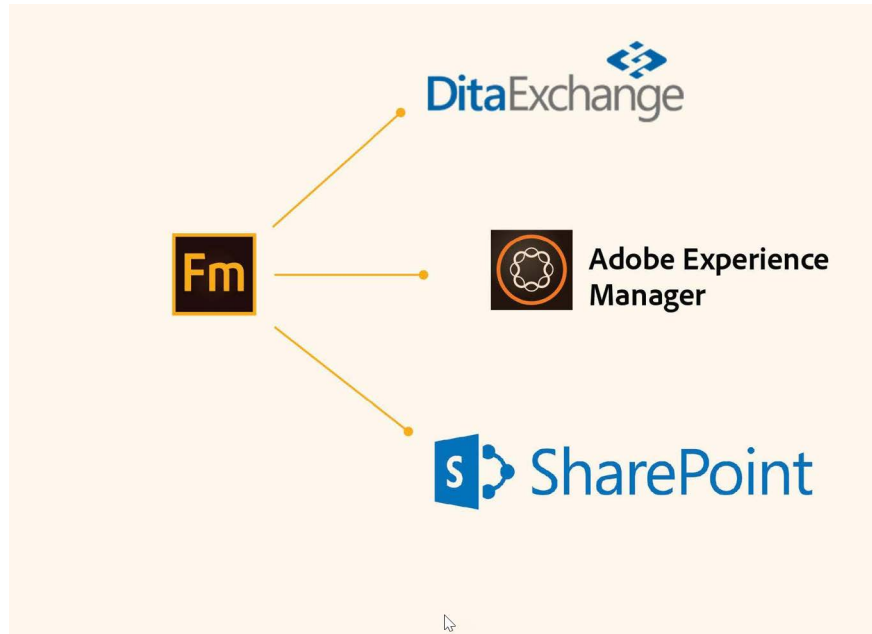 DitaExchange
Fm
Adobe Experience
Manager
S SharePoint